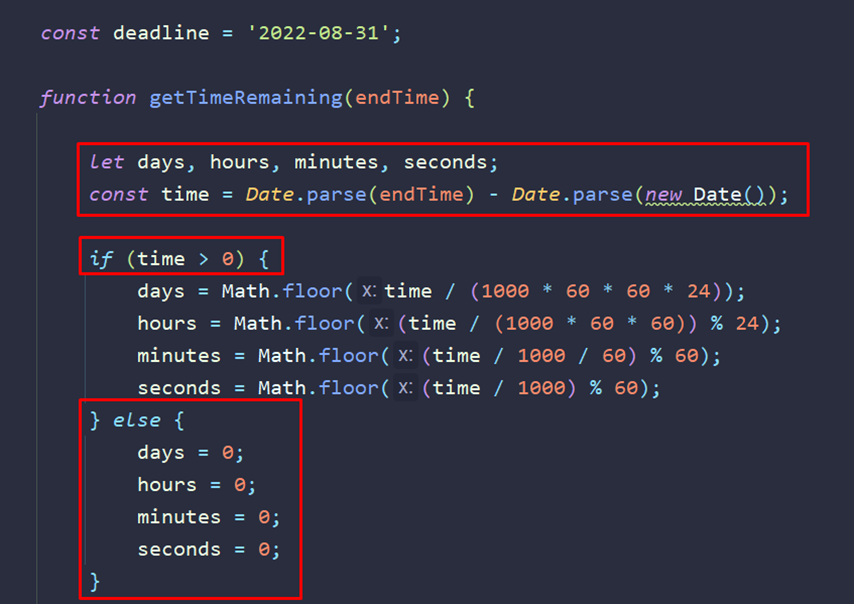 const deadline = '2022-08-31';
function getTimeRemaining(endTime) {
let days, hours, minutes, seconds;
const time = Date.parse(endTime) - Date.parse(new Date());
if (time > 0) {
days = Math.floor( x: time / (1000 * 60 * 60 * 24));
hours = Math.floor( x: (time / (1000 * 60 * 60)) % 24);
minutes = Math.floor( x: (time / 1000 / 60) % 60);
seconds = Math.floor( x: (time / 1000) % 60);
} else {
days = 0;
hours = 0;
minutes = 0;
seconds = 0;
}